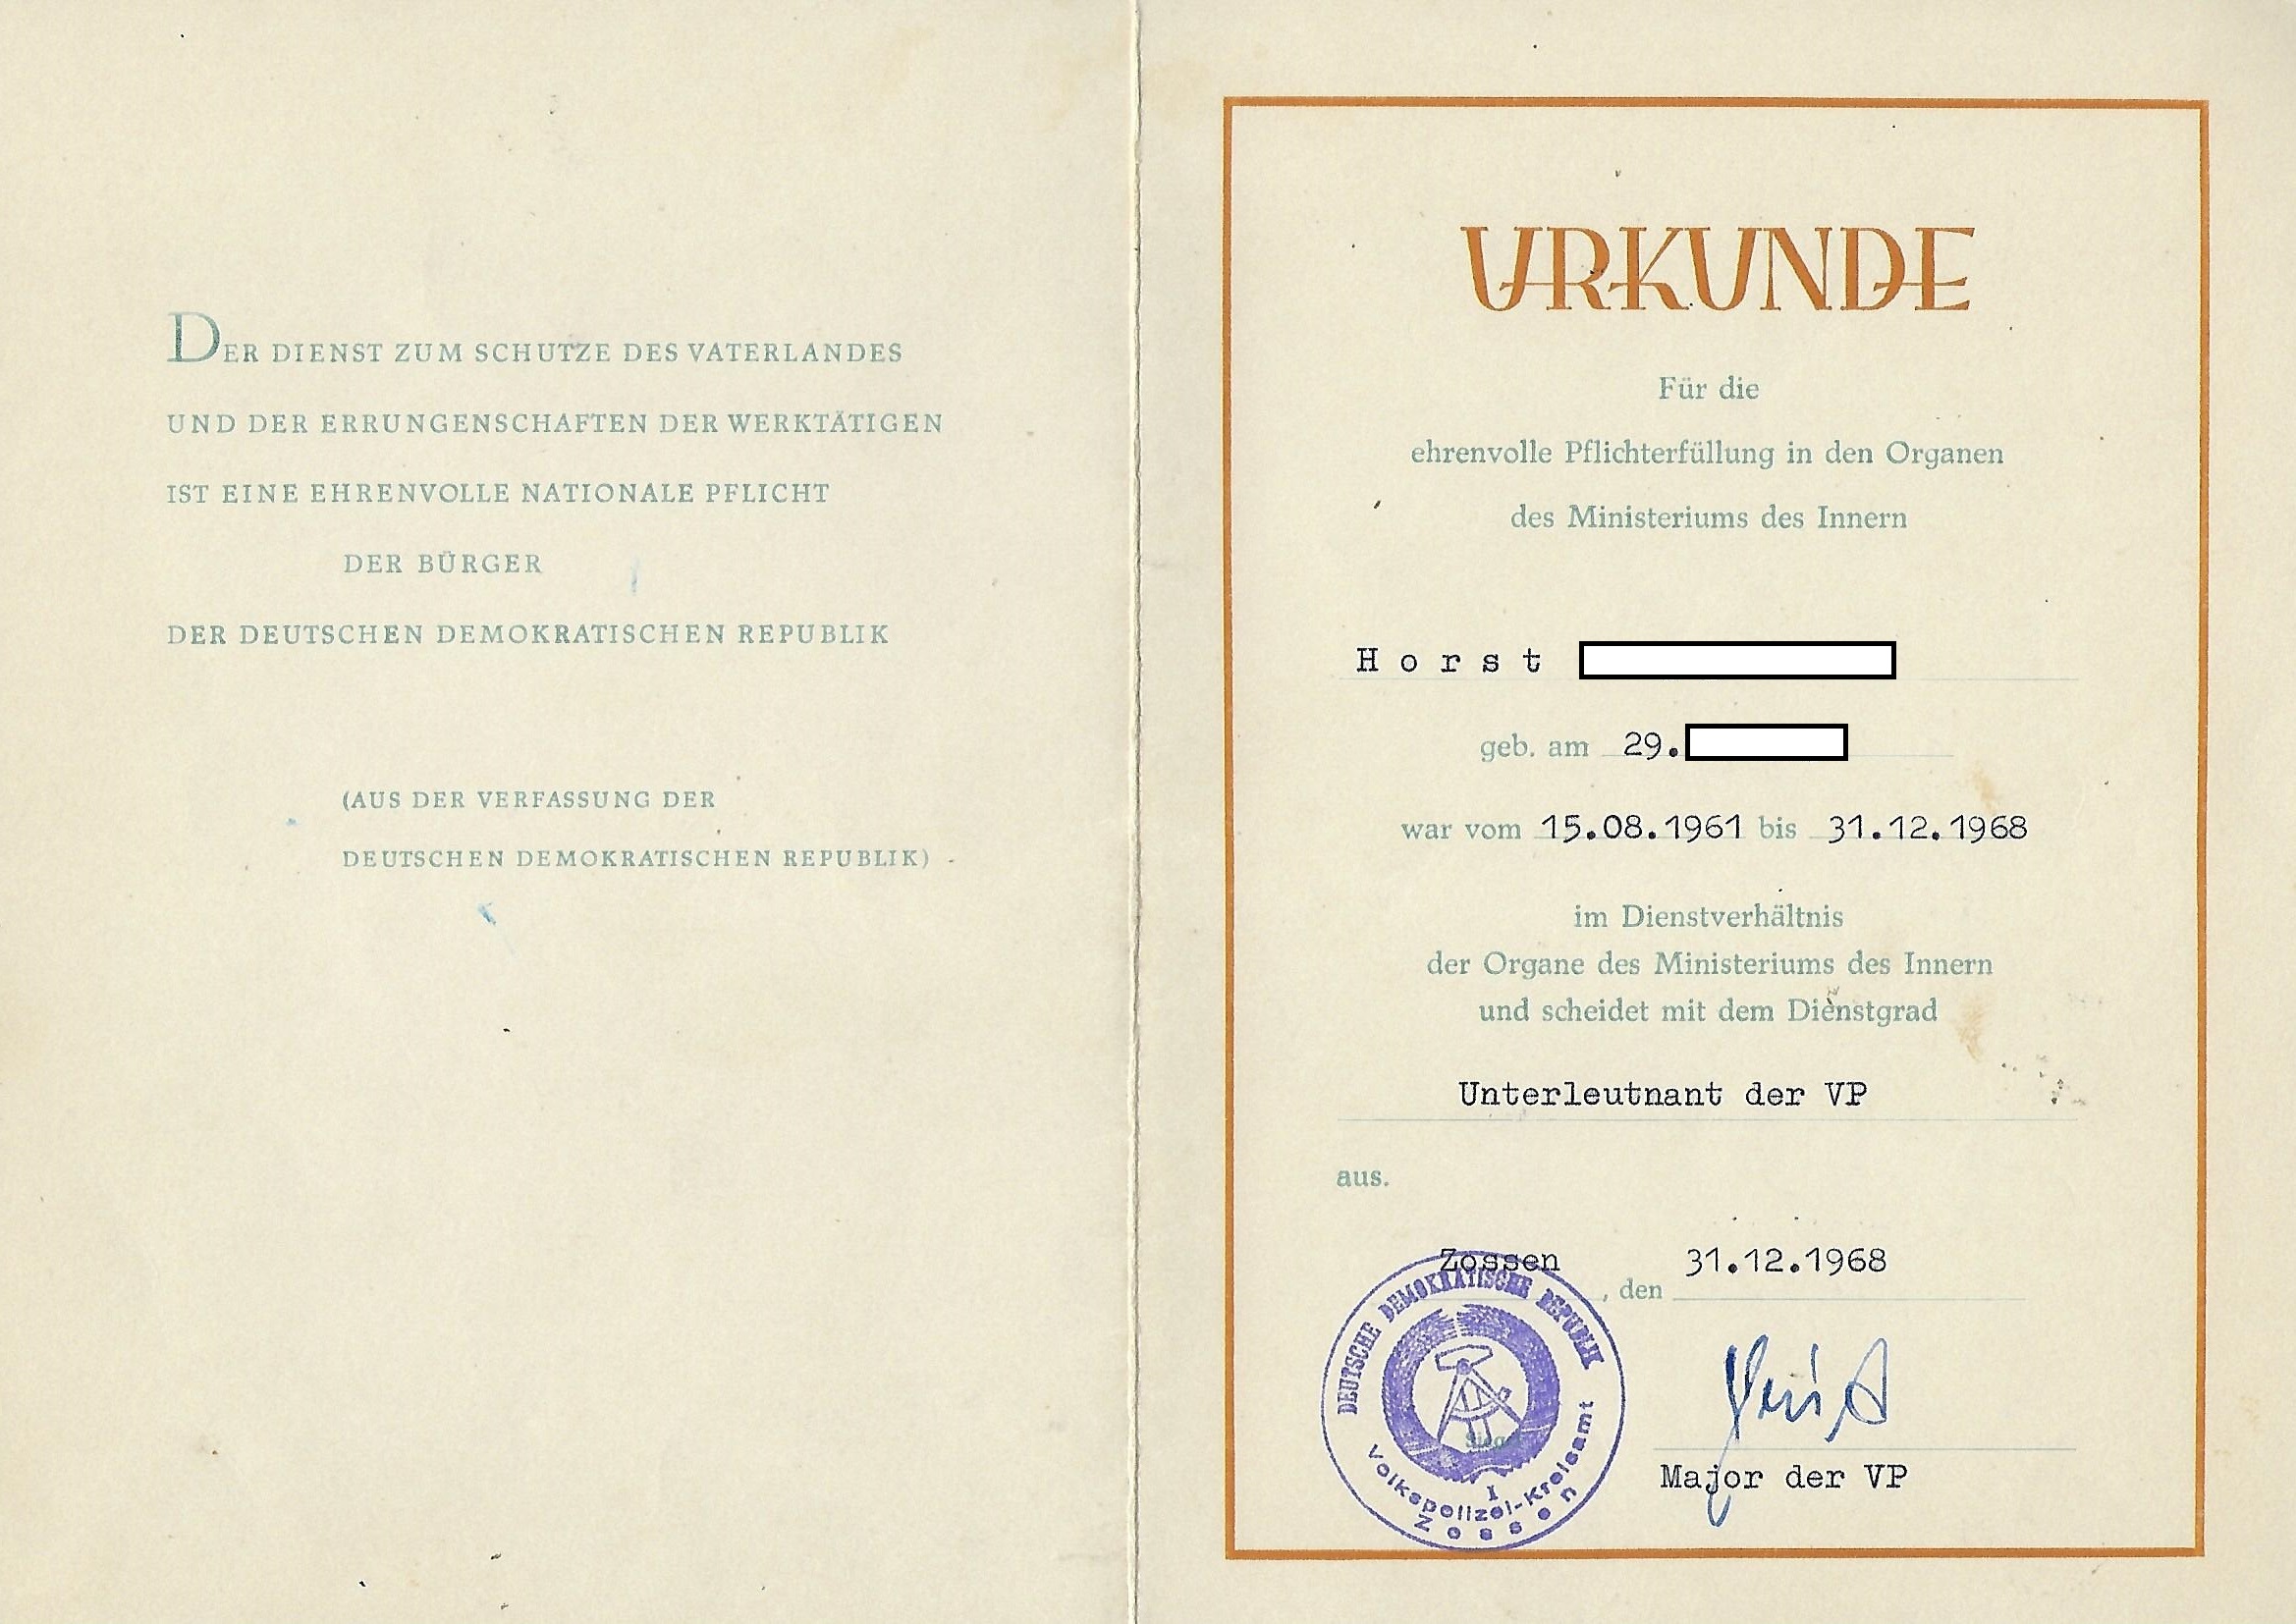 DER DIENST ZUM SCHUTZE DES VATERLANDES
UND DER ERRUNGENSCHAFTEN DER WERKTÄTIGEN
IST EINE EHRENVOLLE NATIONALE PFLICHT
DER BÜRGER
DER DEUTSCHEN DEMOKRATISCHEN REPUBLIK
(AUS DER VERFASSUNG DER
DEUTSCHEN DEMOKRATISCHEN REPUBLIK)
URKUNDE
Für die
ehrenvolle Pflichterfüllung in den Organen
des Ministeriums des Innern
Horst
geb. am 29.
war vom 15.08.1961 bis 31.12.1968
im Dienstverhältnis
der Organe des Ministeriums des Innern
und scheidet mit dem Dienstgrad
Unterleutnant der VP
aus.
Zossen, den 31.12.1968
DEUTSCHE DEMOKRATISCHE REPUBLIK
Siegel
I
Volkspolizei-Kreisamt
Zossen
Major der VP